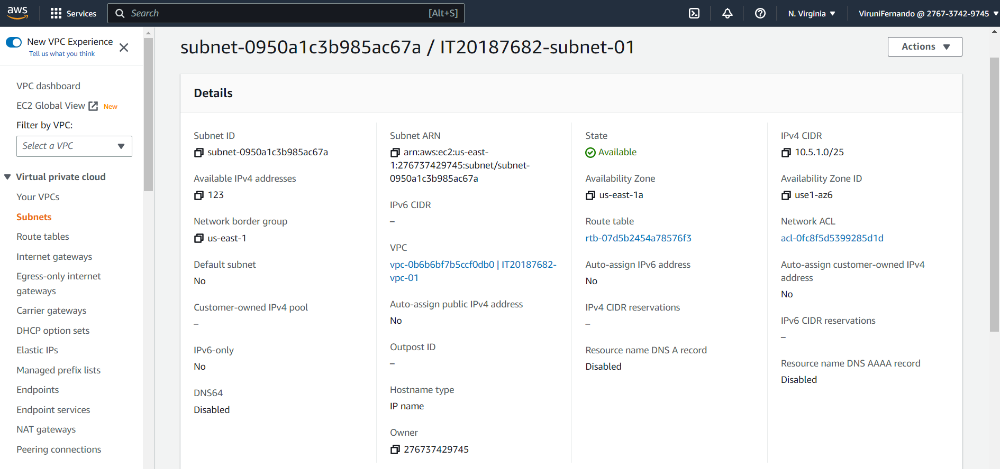 aws
Services
Search
[Alt+S]
N. Virginia
ViruniFernando @ 2767-3742-9745
New VPC Experience
Tell us what you think
VPC dashboard
EC2 Global View
New
Filter by VPC:
Select a VPC
Virtual private cloud
Your VPCs
Subnets
Route tables
Internet gateways
Egress-only internet
gateways
Carrier gateways
DHCP option sets
Elastic IPs
Managed prefix lists
Endpoints
Endpoint services
NAT gateways
Peering connections
subnet-0950a1c3b985ac67a / IT20187682-subnet-01
Actions
Details
Subnet ID
subnet-0950a1c3b985ac67a
Available IPv4 addresses
123
Network border group
us-east-1
Default subnet
No
Customer-owned IPv4 pool
–
IPv6-only
No
DNS64
Disabled
Subnet ARN
arn:aws:ec2:us-east-
1:276737429745:subnet/subnet-
0950a1c3b985ac67a
IPv6 CIDR
–
VPC
vpc-0b6b6bf7b5ccf0db0 | IT20187682-
vpc-01
Auto-assign public IPv4 address
No
Outpost ID
–
Hostname type
IP name
Owner
276737429745
State
Available
Availability Zone
us-east-1a
Route table
rtb-07d5b2454a78576f3
Auto-assign IPv6 address
No
IPv4 CIDR reservations
–
Resource name DNS A record
Disabled
IPv4 CIDR
10.5.1.0/25
Availability Zone ID
use1-az6
Network ACL
acl-0fc8f5d5399285d1d
Auto-assign customer-owned IPv4
address
No
IPv6 CIDR reservations
–
Resource name DNS AAAA record
Disabled